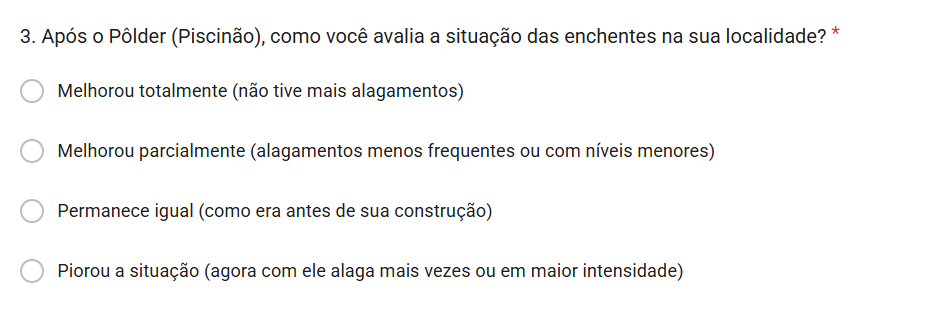 3. Após o Pôlder (Piscinão), como você avalia a situação das enchentes na sua localidade? *
Melhorou totalmente (não tive mais alagamentos)
Melhorou parcialmente (alagamentos menos frequentes ou com níveis menores)
Permanece igual (como era antes de sua construção)
Piorou a situação (agora com ele alaga mais vezes ou em maior intensidade)